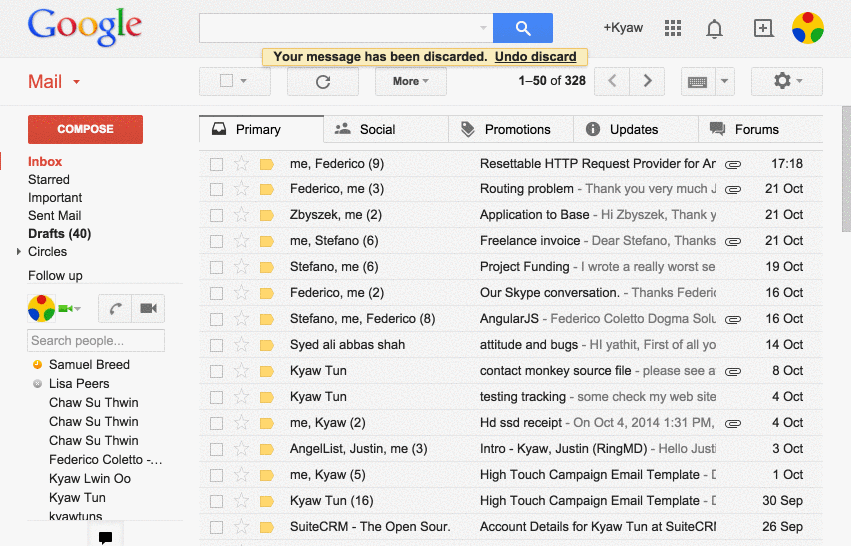 Google
+Kyaw
Your message has been discarded. Undo discard
Mail
More
1–50 of 328
COMPOSE
Primary
Social
Promotions
Updates
Forums
Inbox
Starred
Important
Sent Mail
Drafts (40)
Circles
Follow up
Search people...
Samuel Breed
Lisa Peers
Chaw Su Thwin
Chaw Su Thwin
Chaw Su Thwin
Federico Coletto -...
Kyaw Lwin Oo
Kyaw Tun
kyawtuns
me, Federico (9) Resettable HTTP Request Provider for Ar 17:18
Federico, me (3) Routing problem - Thank you very much J 21 Oct
Zbyszek, me (2) Application to Base - Hi Zbyszek, Thank y 21 Oct
me, Stefano (6) Freelance invoice - Dear Stefano, Thanks 21 Oct
Stefano, me (6) Project Funding - I wrote a really worst se 19 Oct
Federico, me (2) Our Skype conversation. - Thanks Federic 16 Oct
Stefano, me, Federico (8) AngularJS - Federico Coletto Dogma Solu 16 Oct
Syed ali abbas shah attitude and bugs - HI yathit, First of all yo 14 Oct
Kyaw Tun contact monkey source file - please see at 8 Oct
Kyaw Tun testing tracking - some check my web site 4 Oct
me, Kyaw (2) Hd ssd receipt - On Oct 4, 2014 1:31 PM, 4 Oct
AngelList, Justin, me (3) Intro - Kyaw, Justin (RingMD) - Hello Justi 3 Oct
me, Kyaw (5) High Touch Campaign Email Template - D 1 Oct
Kyaw Tun (16) High Touch Campaign Email Template - D 30 Sep
SuiteCRM - The Open Sour. Account Details for Kyaw Tun at SuiteCRM 26 Sep